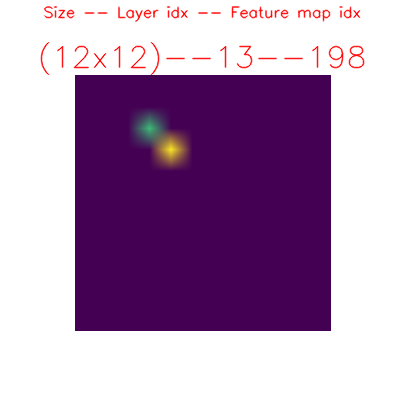 Size -- Layer idx -- Feature map idx
(12x12)--13--198